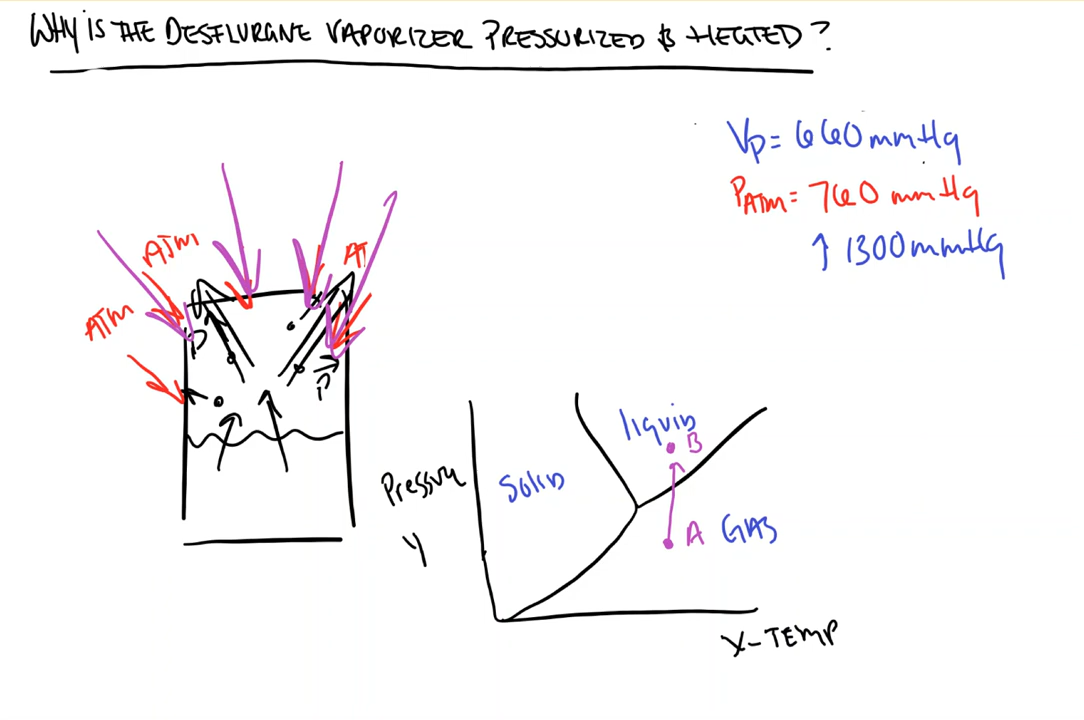 WHY IS THE DESFLURANE VAPORIZER PRESSURIZED & HEATED?
Vp = 660 mmHg
PATM = 760 mmHg
↑ 1300 mmHg
ATM
AT
ATM
P
P
Pressure
Y
Solid
liquid
B
A GAS
X-TEMP